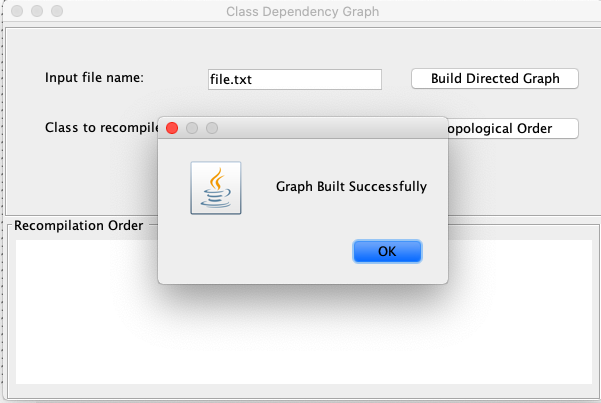 Class Dependency Graph
Input file name:
file.txt
Build Directed Graph
Class to recompile
opological Order
Graph Built Successfully
OK
Recompilation Order